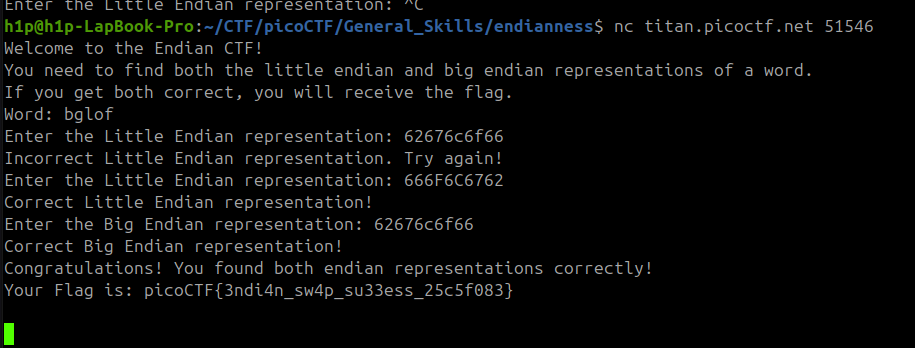 Enter the Little Endian representation: ^C
h1p@h1p-LapBook-Pro:~/CTF/picoCTF/General_Skills/endianness$ nc titan.picoctf.net 51546
Welcome to the Endian CTF!
You need to find both the little endian and big endian representations of a word.
If you get both correct, you will receive the flag.
Word: bglof
Enter the Little Endian representation: 62676c6f66
Incorrect Little Endian representation. Try again!
Enter the Little Endian representation: 666F6C6762
Correct Little Endian representation!
Enter the Big Endian representation: 62676c6f66
Correct Big Endian representation!
Congratulations! You found both endian representations correctly!
Your Flag is: picoCTF{3ndi4n_sw4p_su33ess_25c5f083}